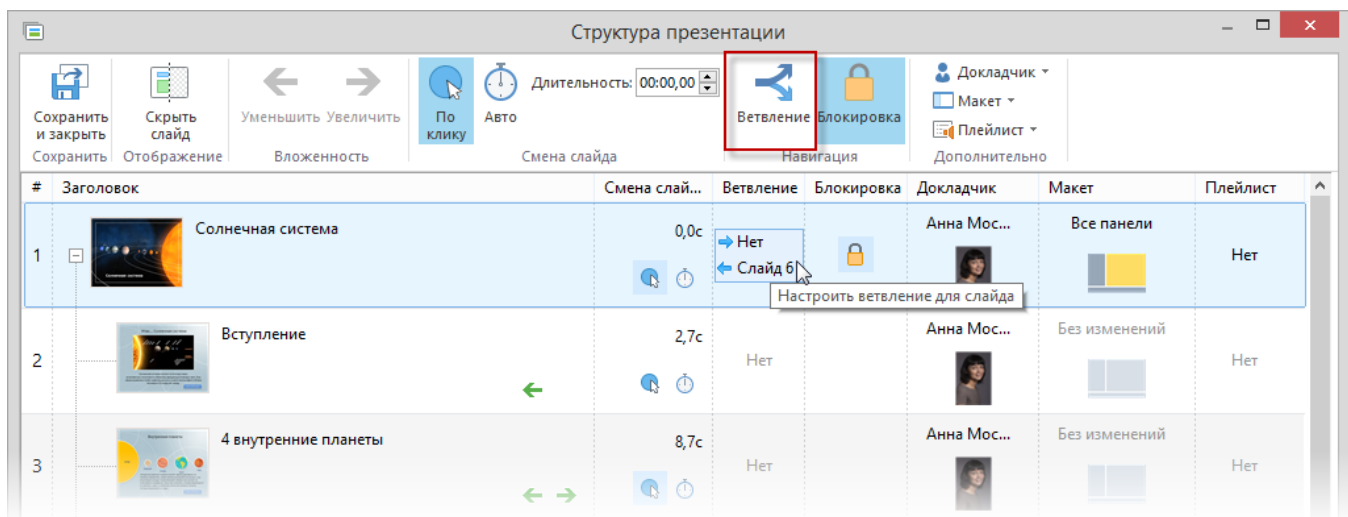 Структура презентации
Сохранить и закрыть
Скрыть слайд
Уменьшить
Увеличить
По клику
Авто
Длительность: 00:00,00
Ветвление
Блокировка
Докладчик
Макет
Плейлист
Сохранить
Отображение
Вложенность
Смена слайда
Навигация
Дополнительно
# Заголовок Смена слай... Ветвление Блокировка Докладчик Макет Плейлист
1 Солнечная система 0,0с
Нет
Слайд 6
Анна Мос...
Все панели
Нет
Настроить ветвление для слайда
2 Вступление 2,7с Нет Анна Мос... Без изменений Нет
3 4 внутренние планеты 8,7с Нет Анна Мос... Без изменений Нет